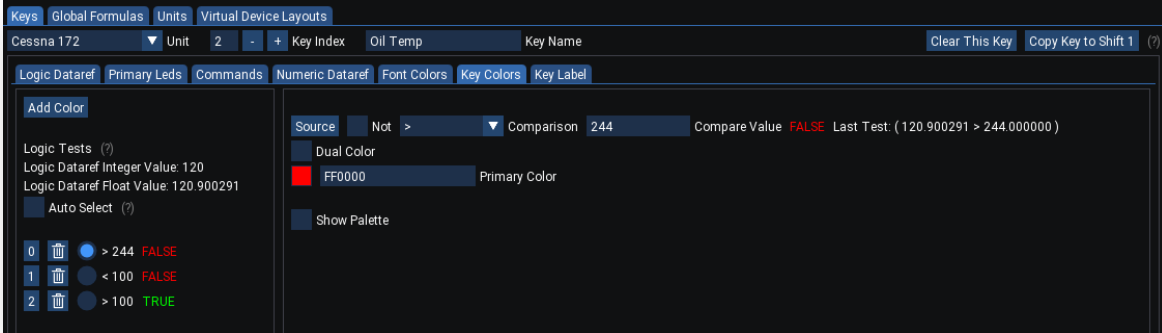 Keys Global Formulas Units Virtual Device Layouts
Cessna 172 Unit 2 - + Key Index Oil Temp Key Name Clear This Key Copy Key to Shift 1 (?)
Logic Dataref Primary Leds Commands Numeric Dataref Font Colors Key Colors Key Label
Add Color
Source Not > Comparison 244 Compare Value FALSE Last Test: ( 120.900291 > 244.000000 )
Logic Tests (?)
Dual Color
Logic Dataref Integer Value: 120
FF0000 Primary Color
Logic Dataref Float Value: 120.900291
Auto Select (?)
Show Palette
0 > 244 FALSE
1 < 100 FALSE
2 > 100 TRUE